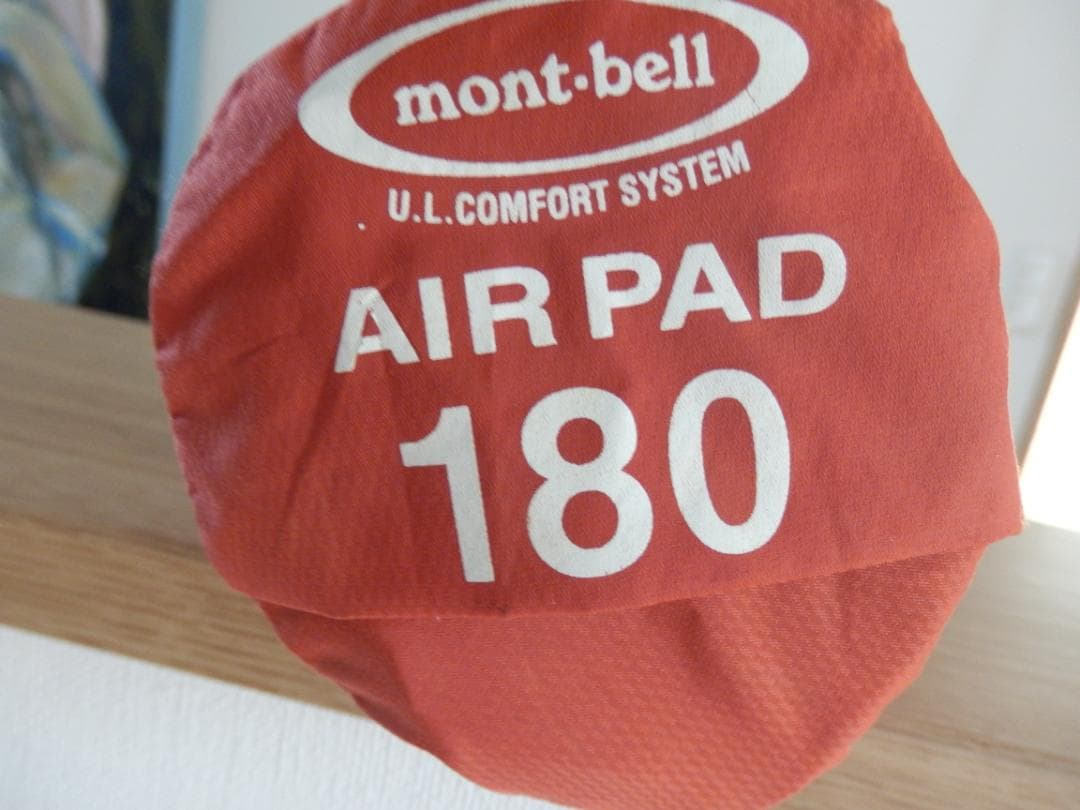 mont·bell
U.L.COMFORT SYSTEM
AIR PAD
180